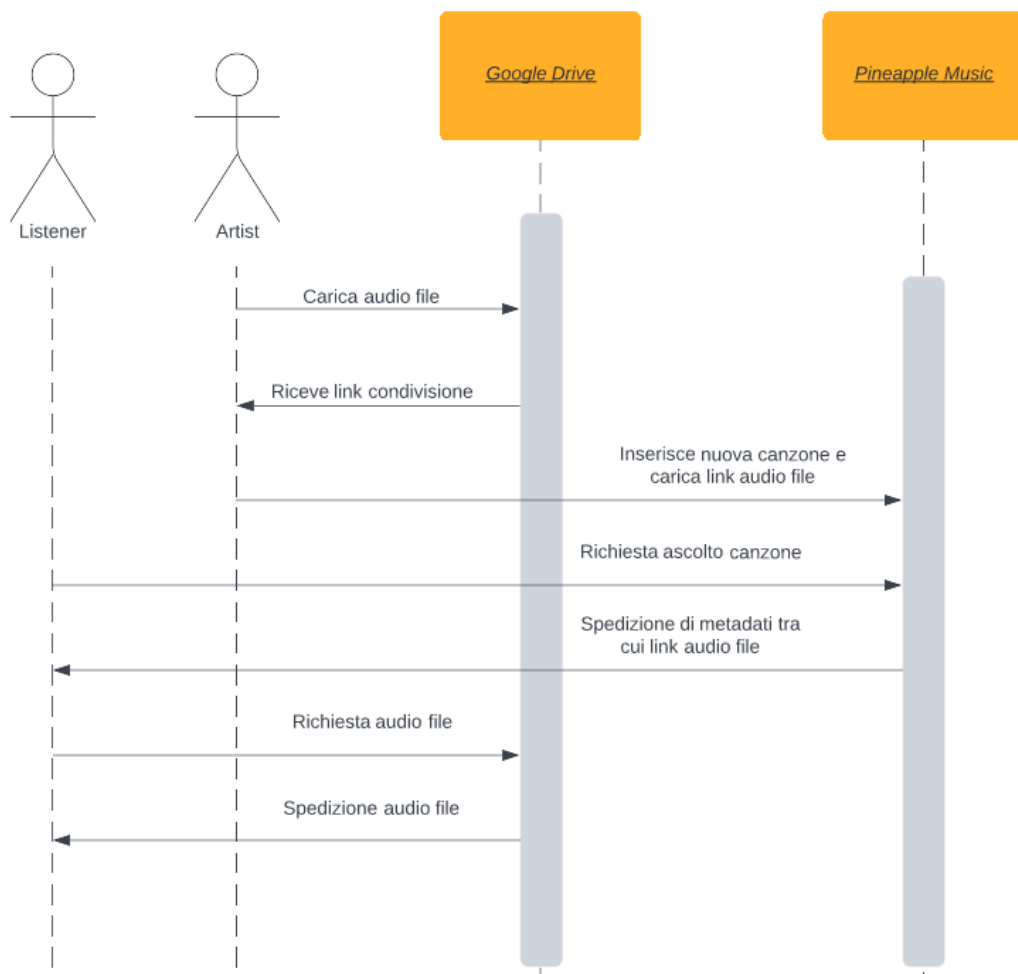 Google Drive
Pineapple Music
Listener
Artist
Carica audio file
Riceve link condivisione
Inserisce nuova canzone e
carica link audio file
Richiesta ascolto canzone
Spedizione di metadati tra
cui link audio file
Richiesta audio file
Spedizione audio file